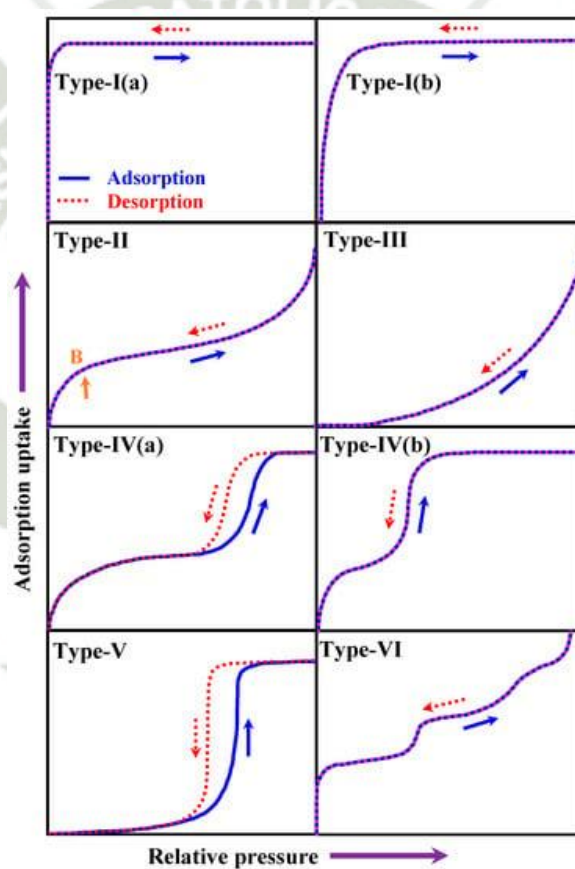 Type-I(a)
Type-I(b)
Adsorption
Desorption
Type-II
Type-III
B
Type-IV(a)
Type-IV(b)
Type-V
Type-VI
Adsorption uptake
Relative pressure